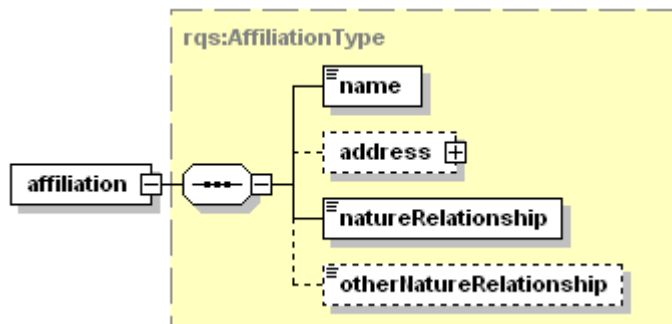 rqs:AffiliationType
name
address
affiliation
natureRelationship
otherNatureRelationship